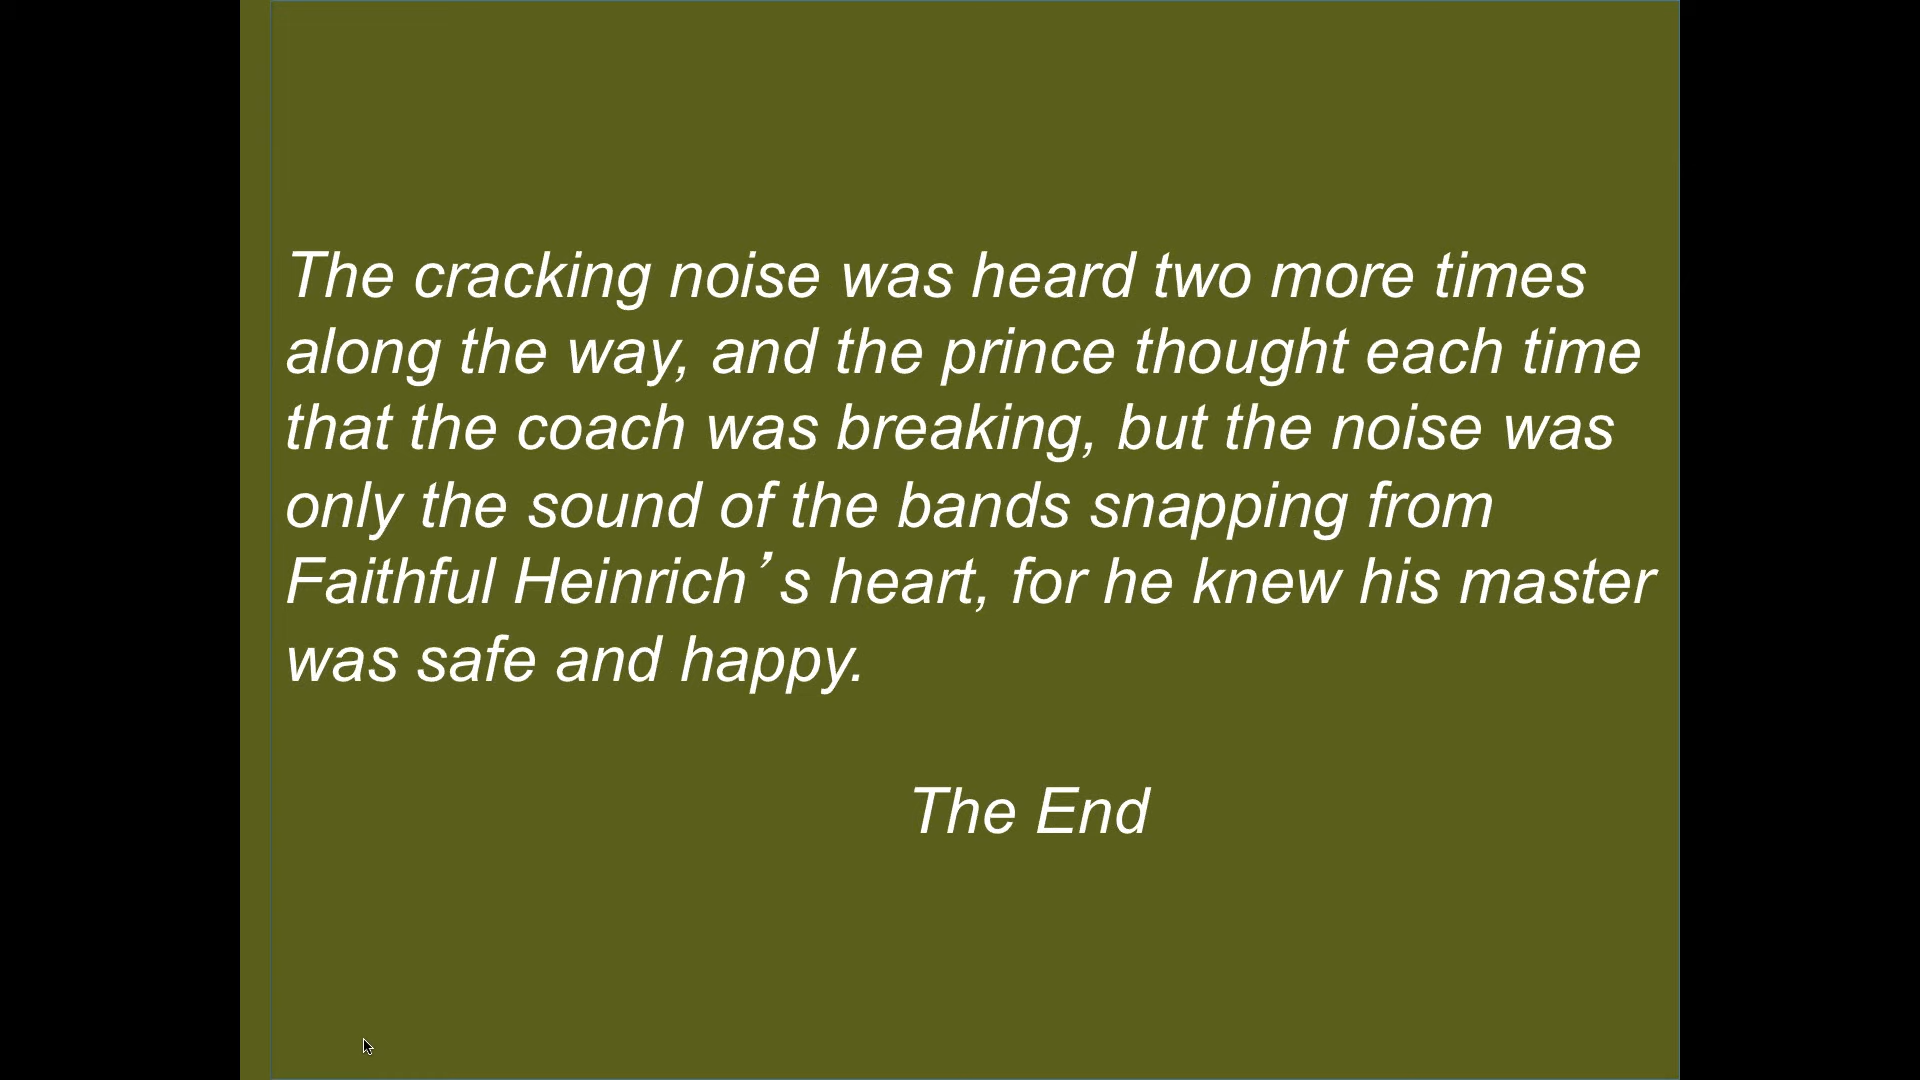 The cracking noise was heard two more times
along the way, and the prince thought each time
that the coach was breaking, but the noise was
only the sound of the bands snapping from
Faithful Heinrich’s heart, for he knew his master
was safe and happy.
The End